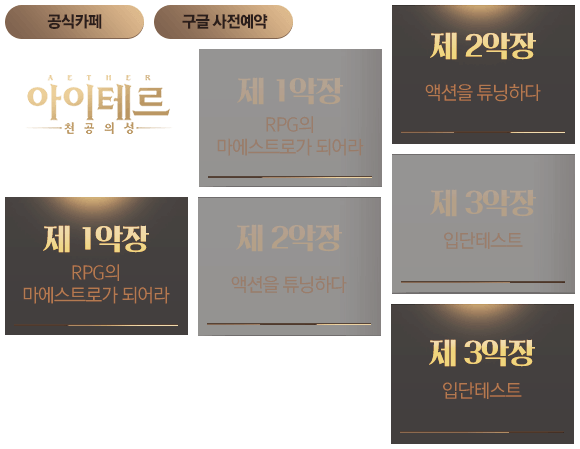 공식카페
구글 사전예약
제 2악장
액션을 튜닝하다
AETHER
아이테르
천공의성
제 1악장
RPG의
마에스트로가 되어라
제 3악장
입단테스트
제 1악장
RPG의
마에스트로가 되어라
제 2악장
액션을 튜닝하다
제 3악장
입단테스트